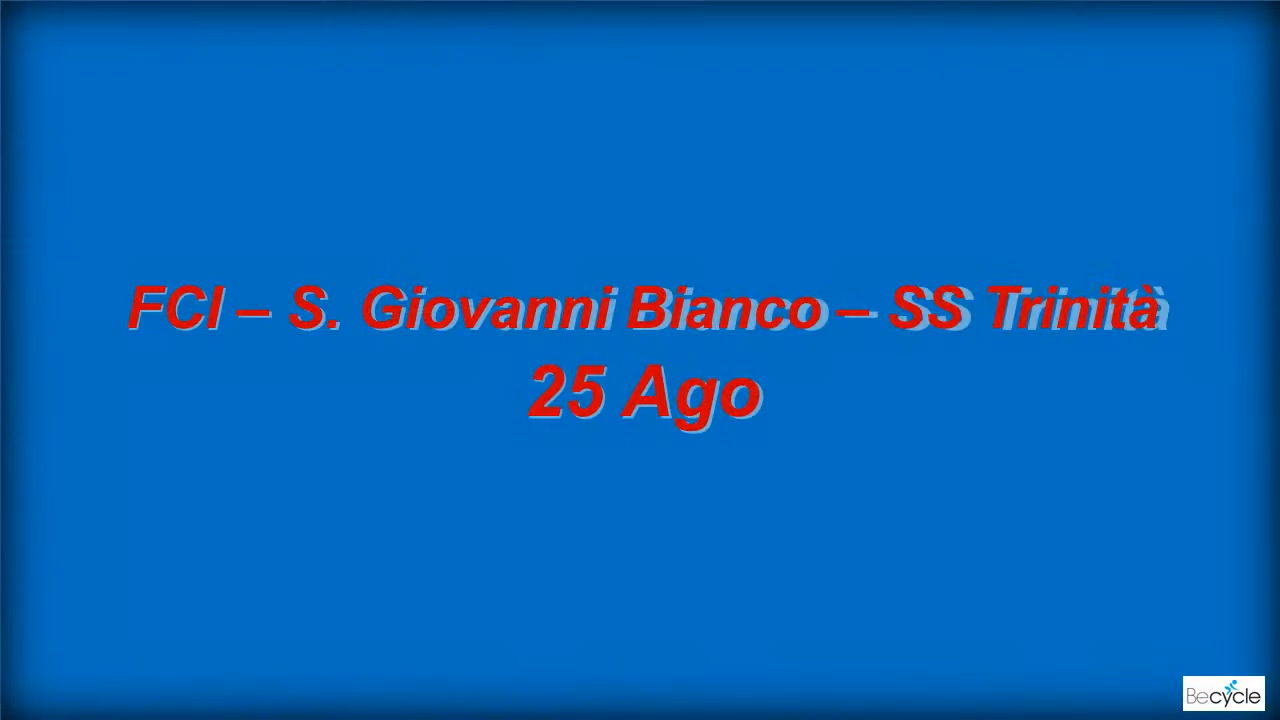 FCI – S. Giovanni Bianco – SS Trinità
25 Ago
Becycle